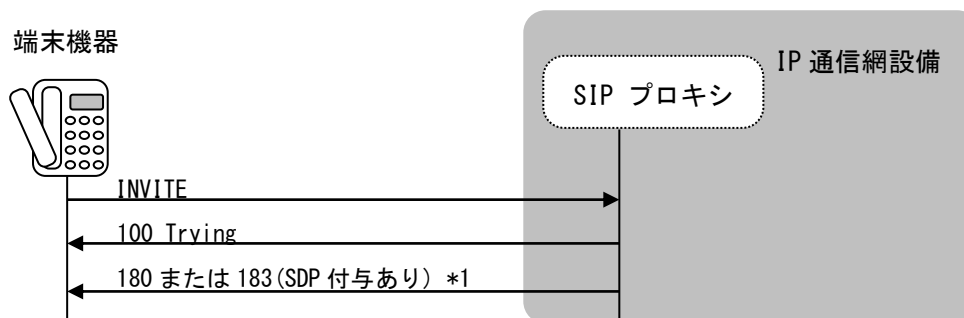 端末機器
IP 通信網設備
SIP プロキシ
INVITE
100 Trying
180 または 183(SDP 付与あり) *1